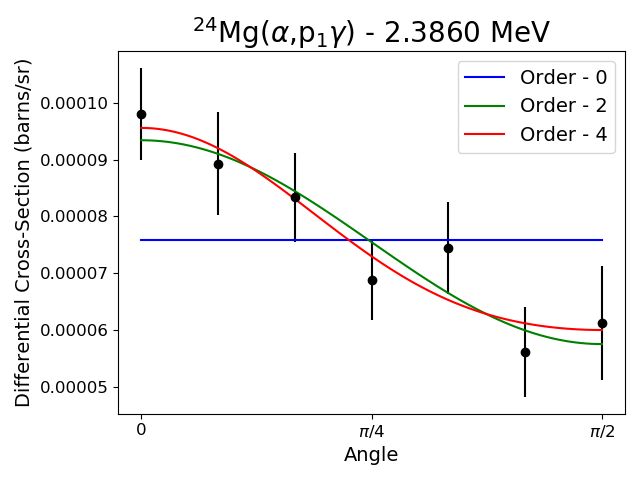 ²⁴Mg(α,p₁γ) - 2.3860 MeV
Order - 0
Order - 2
Order - 4
Differential Cross-Section (barns/sr)
0.00010
0.00009
0.00008
0.00007
0.00006
0.00005
0
π/4
π/2
Angle